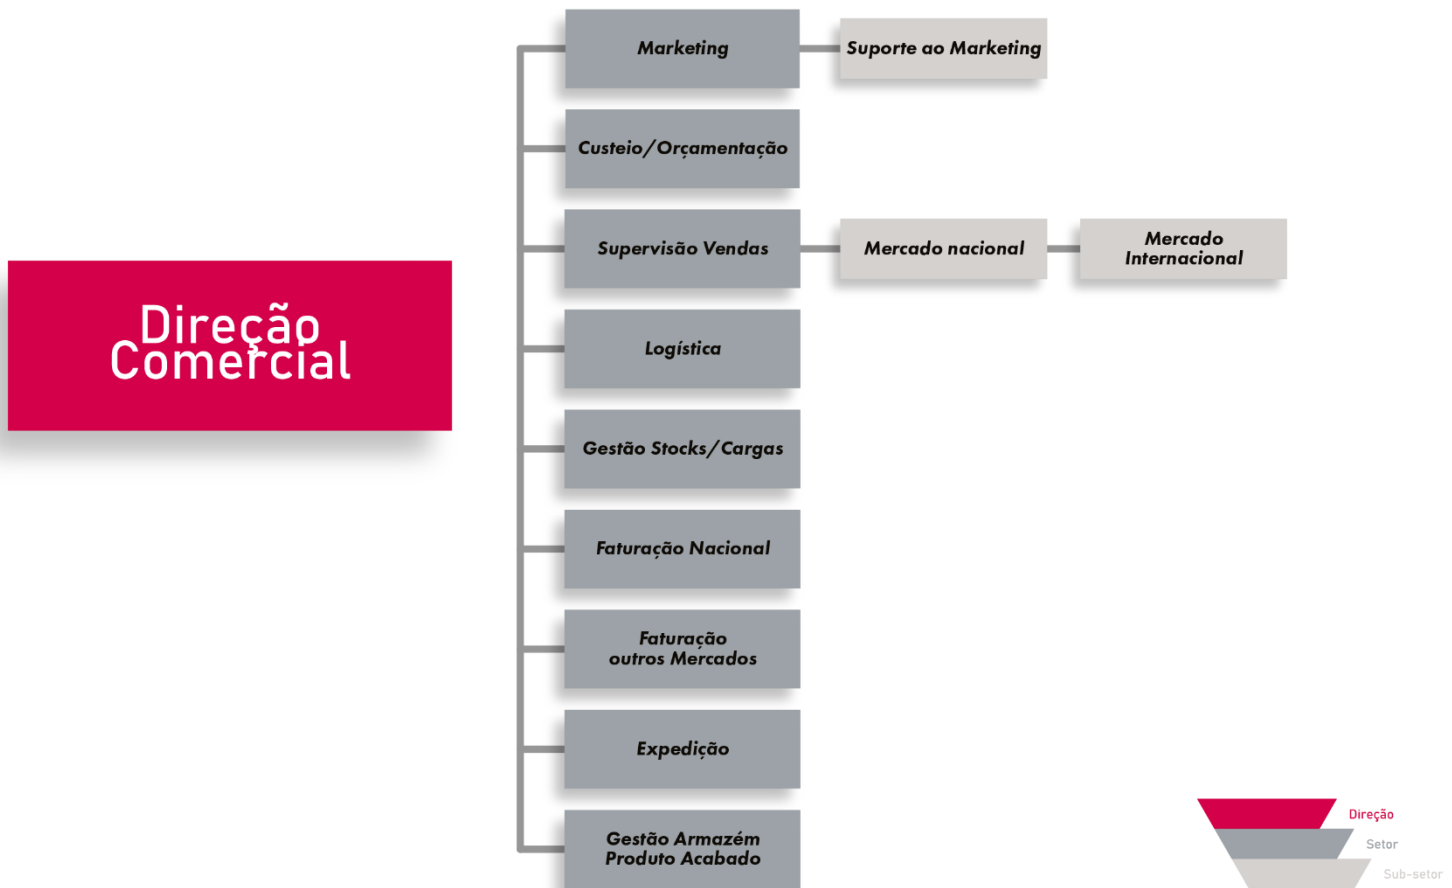 Marketing
Suporte ao Marketing
Custeio/Orçamentação
Supervisão Vendas
Mercado nacional
Mercado
Internacional
Direção
Comercial
Logística
Gestão Stocks/Cargas
Faturação Nacional
Faturação
outros Mercados
Expedição
Gestão Armazém
Produto Acabado
Direção
Setor
Sub-setor